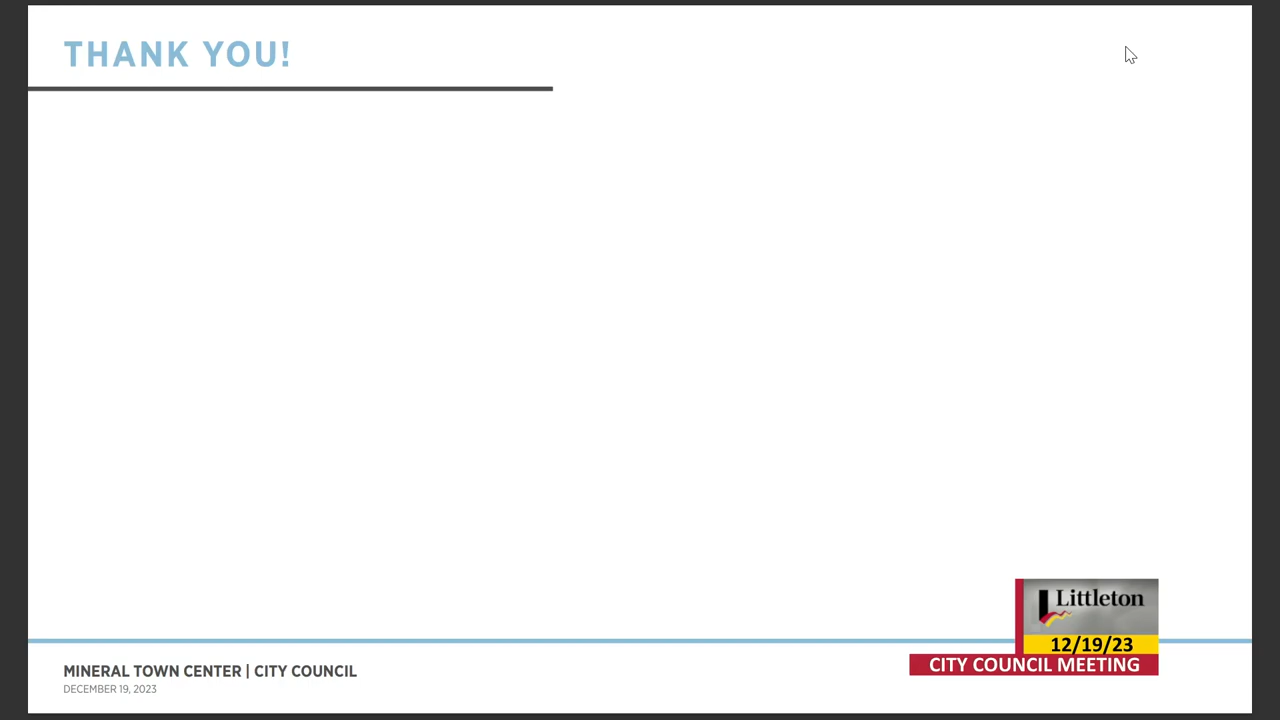 THANK YOU!
Littleton
12/19/23
CITY COUNCIL MEETING
MINERAL TOWN CENTER | CITY COUNCIL
DECEMBER 19, 2023